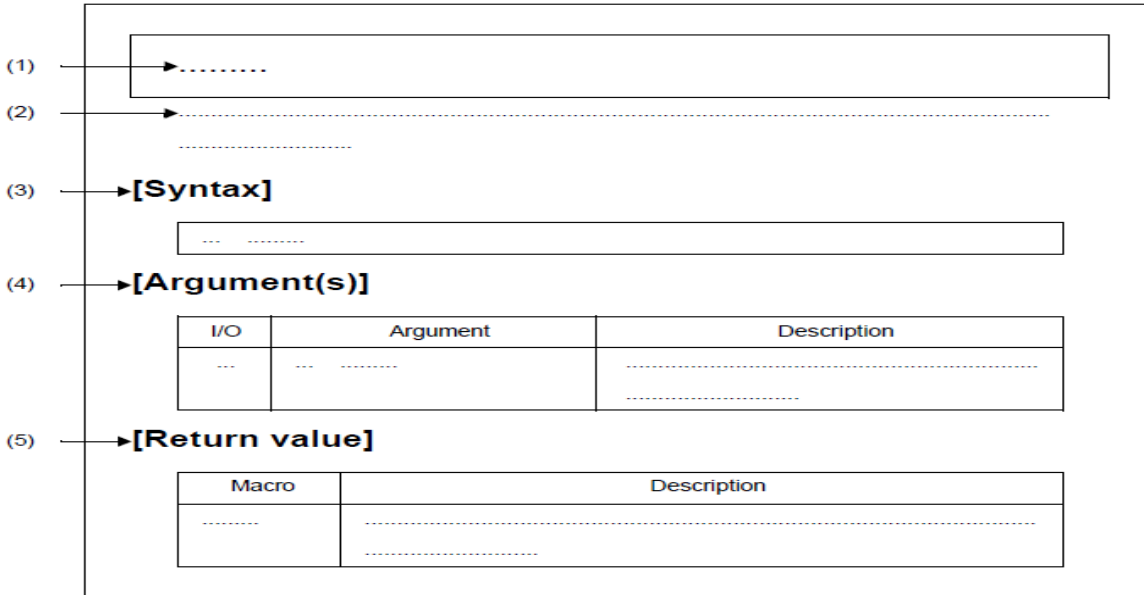 (1) .........
(2) ....................................................................................................................................
..........................
(3) [Syntax]
... .........
(4) [Argument(s)]
I/O Argument Description
... ... ......... ...............................................................
..........................
(5) [Return value]
Macro Description
......... .......................................................................................................
..........................